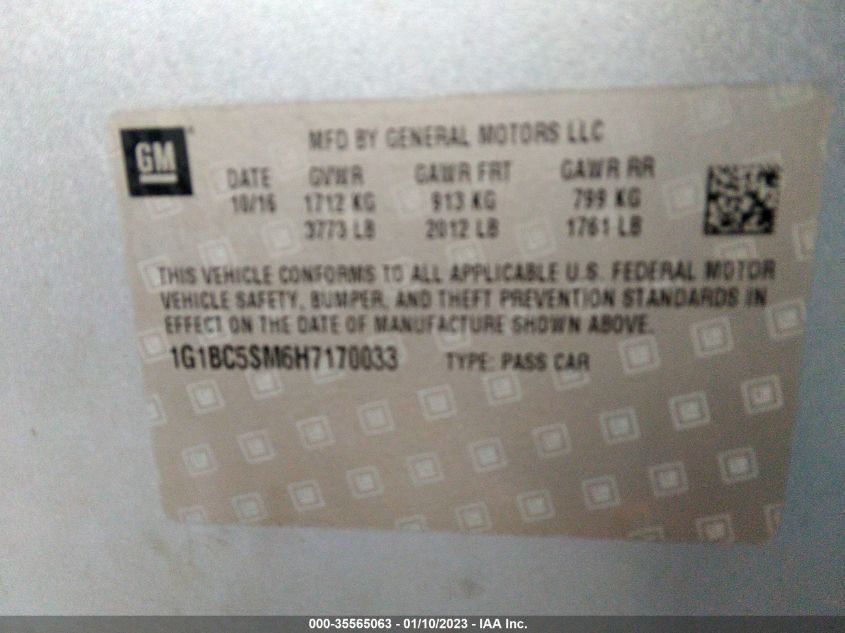 GM
MFD BY GENERAL MOTORS LLC
DATE GVWR GAWR FRT GAWR RR
10/16 1712 KG 913 KG 799 KG
3773 LB 2012 LB 1761 LB
THIS VEHICLE CONFORMS TO ALL APPLICABLE U.S. FEDERAL MOTOR
VEHICLE SAFETY, BUMPER, AND THEFT PREVENTION STANDARDS IN
EFFECT ON THE DATE OF MANUFACTURE SHOWN ABOVE.
1G1BC5SM6H7170033 TYPE: PASS CAR
000-35565063 - 01/10/2023 - IAA Inc.